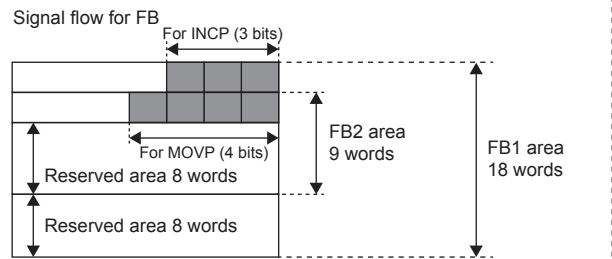 Signal flow for FB
For INCP (3 bits)
For MOVP (4 bits)
FB2 area
9 words
FB1 area
18 words
Reserved area 8 words
Reserved area 8 words